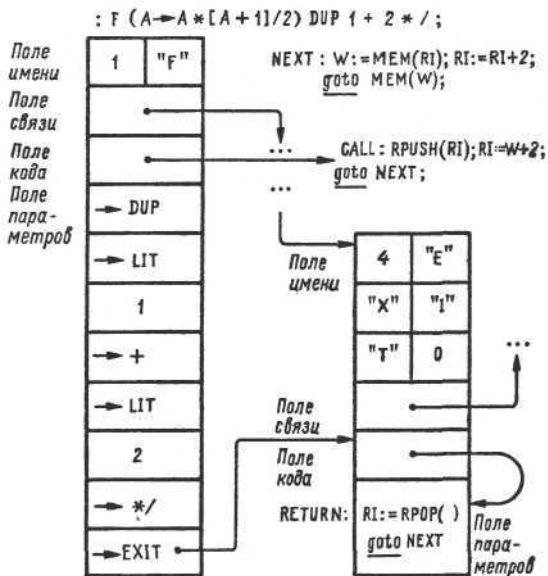 : F (A→A*[A+1]/2) DUP 1 + 2 */ ;
Поле имени
1 "F"
Поле связи
Поле кода
Поле пара-
метров
→ DUP
→ LIT
1
→ +
→ LIT
2
→ */
→ EXIT
NEXT : W:=MEM(RI); RI:=RI+2;
goto MEM(W);
...
CALL: RPUSH(RI); RI:=W+2;
goto NEXT;
...
Поле имени
4 "E"
"X" "I"
"T" 0
...
Поле связи
Поле кода
RETURN: RI:=RPOP( )
goto NEXT
Поле
пара-
метров